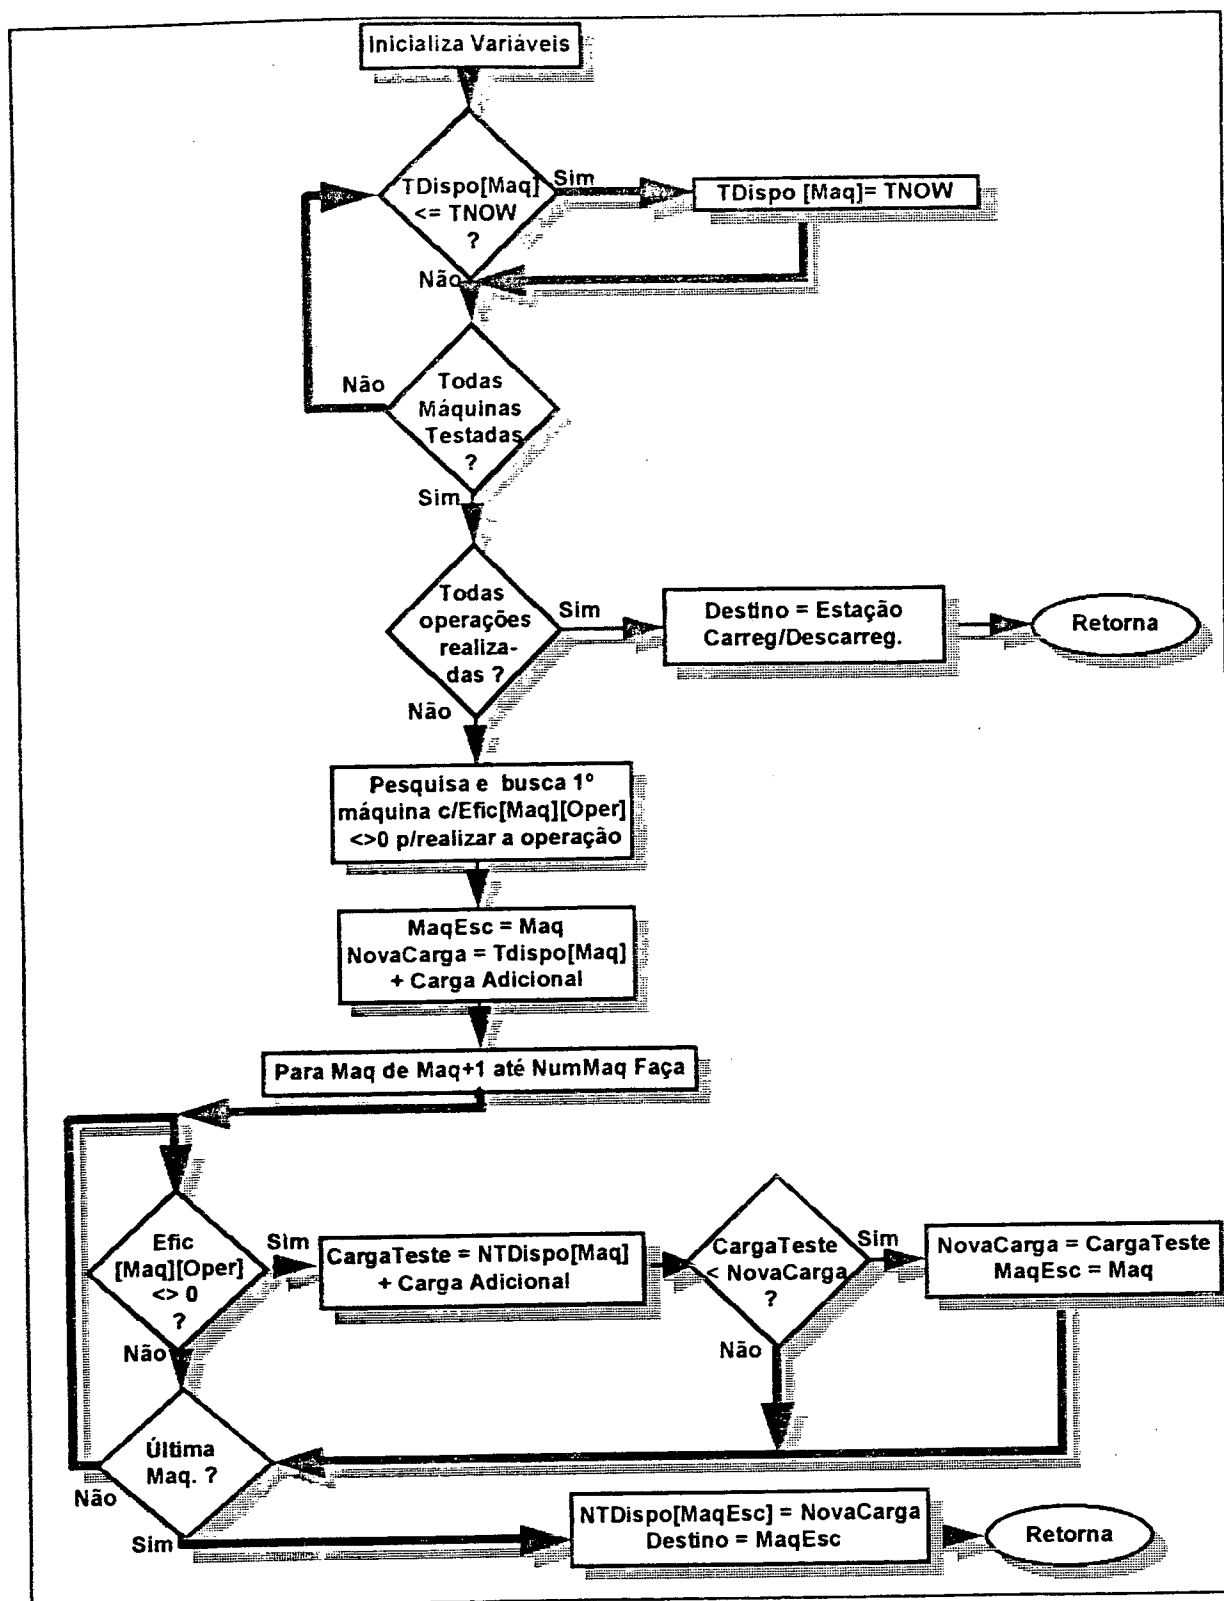 Inicializa Variáveis
TDispo[Maq]
<= TNOW
?
Sim
TDispo [Maq]= TNOW
Não
Não
Todas
Máquinas
Testadas
?
Sim
Todas
operações
realiza-
das ?
Sim
Destino = Estação
Carreg/Descarreg.
Retorna
Não
Pesquisa e busca 1º
máquina c/Efic[Maq][Oper]
<>0 p/realizar a operação
MaqEsc = Maq
NovaCarga = Tdispo[Maq]
+ Carga Adicional
Para Maq de Maq+1 até NumMaq Faça
Efic
[Maq][Oper]
<> 0
?
Sim
CargaTeste = NTDispo[Maq]
+ Carga Adicional
CargaTeste
< NovaCarga
?
Sim
NovaCarga = CargaTeste
MaqEsc = Maq
Não
Não
Última
Maq. ?
Não
Sim
NTDispo[MaqEsc] = NovaCarga
Destino = MaqEsc
Retorna